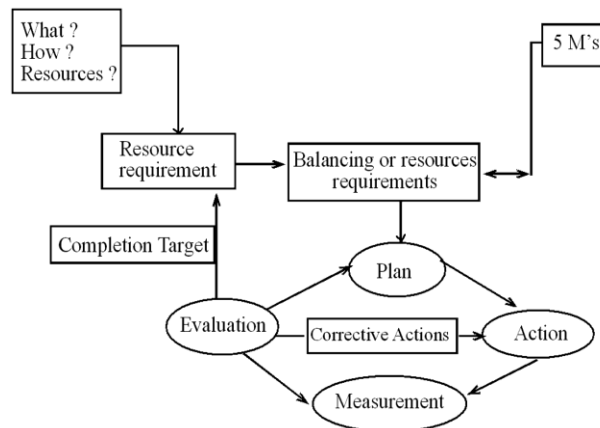 What ?
How ?
Resources ?
5 M's
Resource
requirement
Balancing or resources
requirements
Completion Target
Plan
Evaluation
Corrective Actions
Action
Measurement